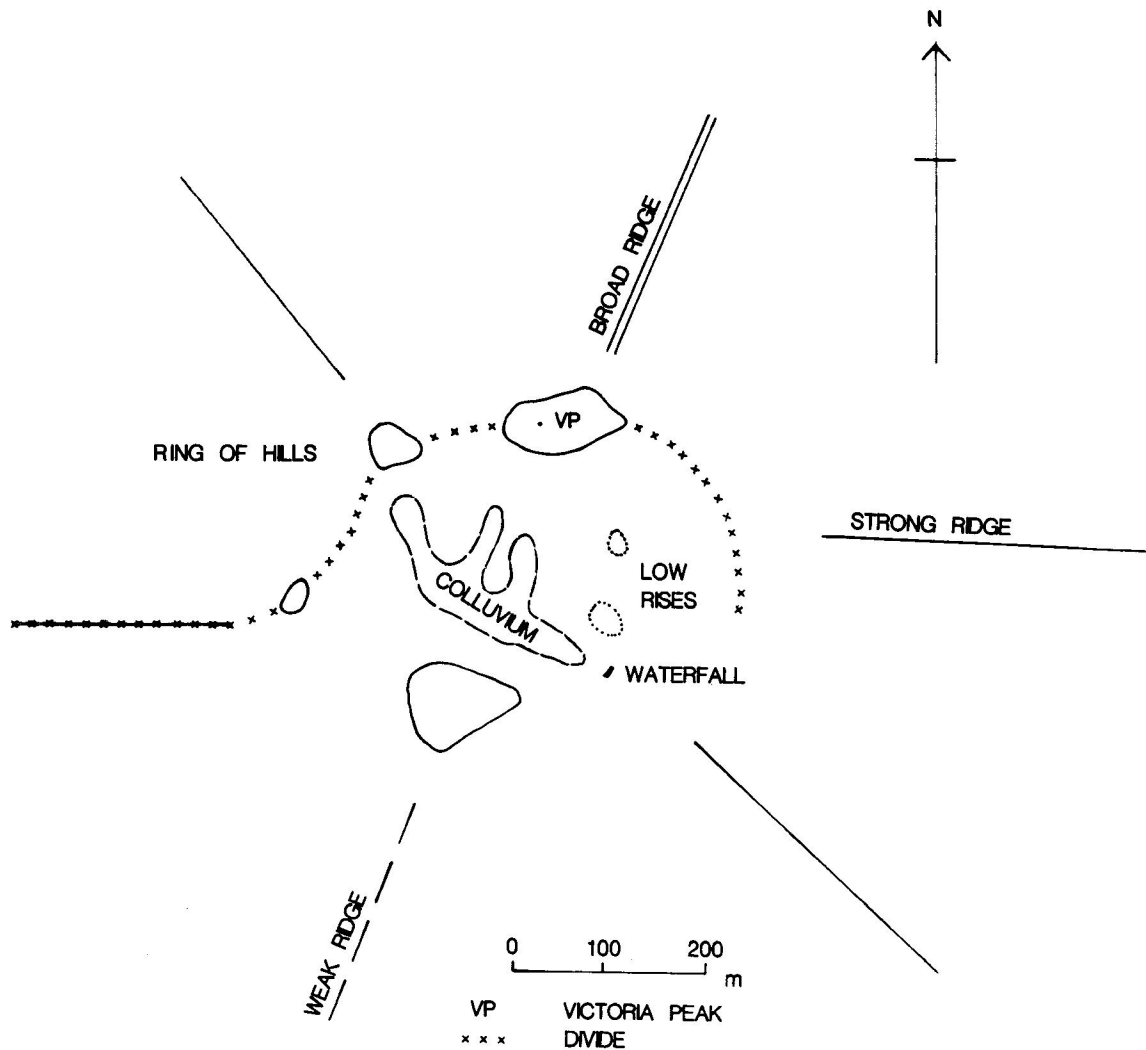 N
BROAD RIDGE
VP
RING OF HILLS
STRONG RIDGE
LOW
RISES
COLLUVIUM
WATERFALL
WEAK RIDGE
0 100 200
m
VP VICTORIA PEAK
x x x DIVIDE